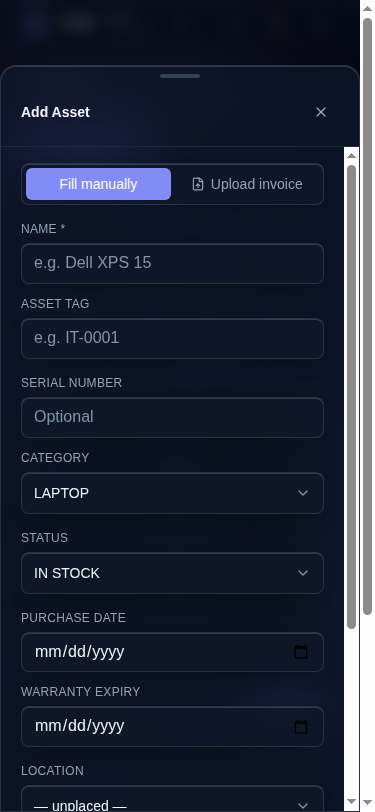 Add Asset
Fill manually
Upload invoice
NAME *
e.g. Dell XPS 15
ASSET TAG
e.g. IT-0001
SERIAL NUMBER
Optional
CATEGORY
LAPTOP
STATUS
IN STOCK
PURCHASE DATE
mm/dd/yyyy
WARRANTY EXPIRY
mm/dd/yyyy
LOCATION
— unplaced —